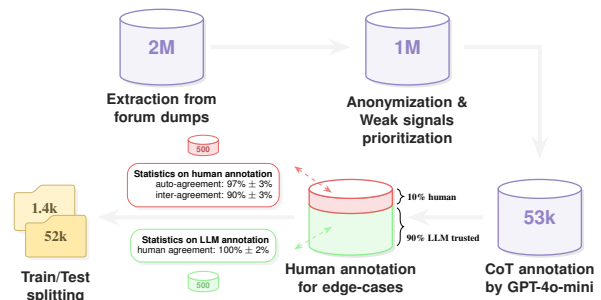 2M
1M
Extraction from
forum dumps
Anonymization &
Weak signals
prioritization
500
Statistics on human annotation
auto-agreement: 97% ± 3%
inter-agreement: 90% ± 3%
10% human
90% LLM trusted
53k
1.4k
52k
Statistics on LLM annotation
human agreement: 100% ± 2%
500
Train/Test
splitting
Human annotation
for edge-cases
CoT annotation
by GPT-4o-mini